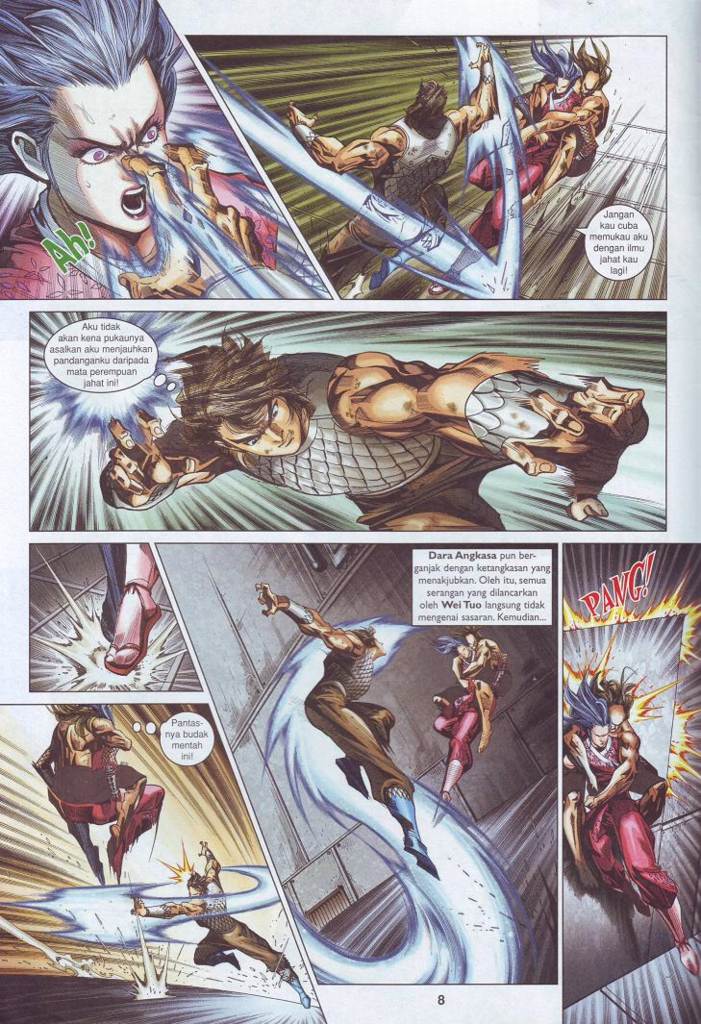 Ah!
Jangan
kau cuba
memukau aku
dengan ilmu
jahat kau
lagi!
Aku tidak
akan kena pukaunya
asalkan aku menjauhkan
pandanganku daripada
mata perempuan
jahat ini!
Dara Angkasa pun ber-
ganjak dengan ketangkasan yang
menakjubkan. Oleh itu, semua
serangan yang dilancarkan
oleh Wei Tuo langsung tidak
mengenai sasaran. Kemudian...
PANG!
Pantas-
nya budak
mentah
ini!
8